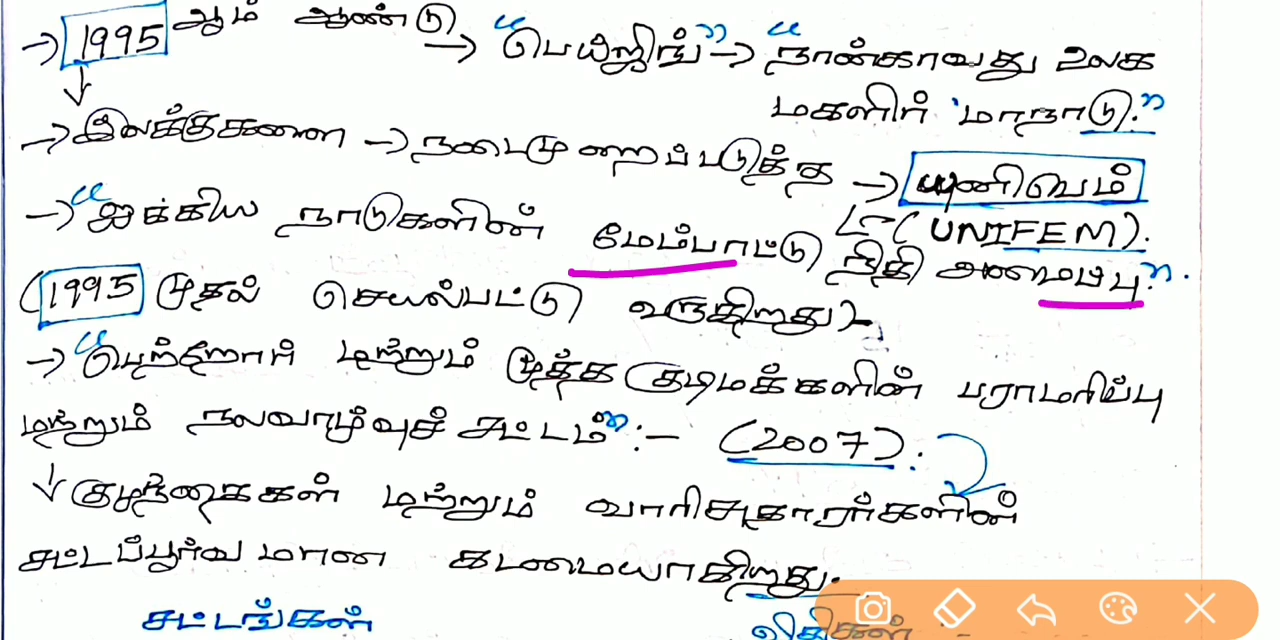 → 1995 ஆம் ஆண்டு → "பெய்ஜிங்" → "நான்காவது உலக
மகளிர் மாநாடு."
→ இலக்குகளை → நடைமுறைப்படுத்த → யுனிபெம்
(UNIFEM).
→ "ஐக்கிய நாடுகளின் மேம்பாட்டு நிதி அமைப்பு".
(1995 முதல் செயல்பட்டு வருகிறது)
→ "பெற்றோர் மற்றும் மூத்த குடிமக்களின் பராமரிப்பு
மற்றும் நலவாழ்வுச் சட்டம்" :- (2007).
↓ குழந்தைகள் மற்றும் வாரிசுதாரர்களின்
சட்டப்பூர்வமான கடமையாகிறது.
சட்டங்கள்